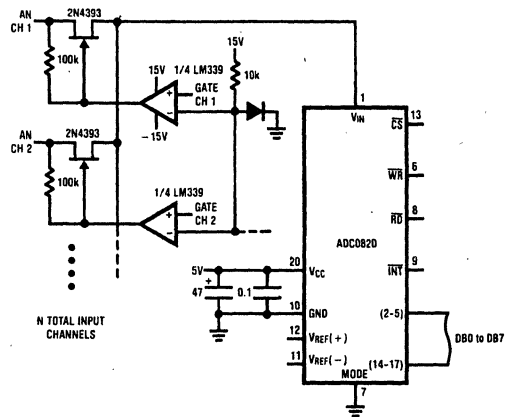 AN
CH 1
2N4393
100k
15V
1/4 LM339
GATE
CH 1
+
−
−15V
15V
10k
AN
CH 2
2N4393
100k
1/4 LM339
GATE
CH 2
+
−
N TOTAL INPUT
CHANNELS
1
VIN
CS 13
WR 6
RD 8
ADC0820
INT 9
5V
20 VCC
+
47
0.1
10 GND
12 VREF(+)
11 VREF(−)
(2-5)
DB0 to DB7
(14-17)
MODE
7